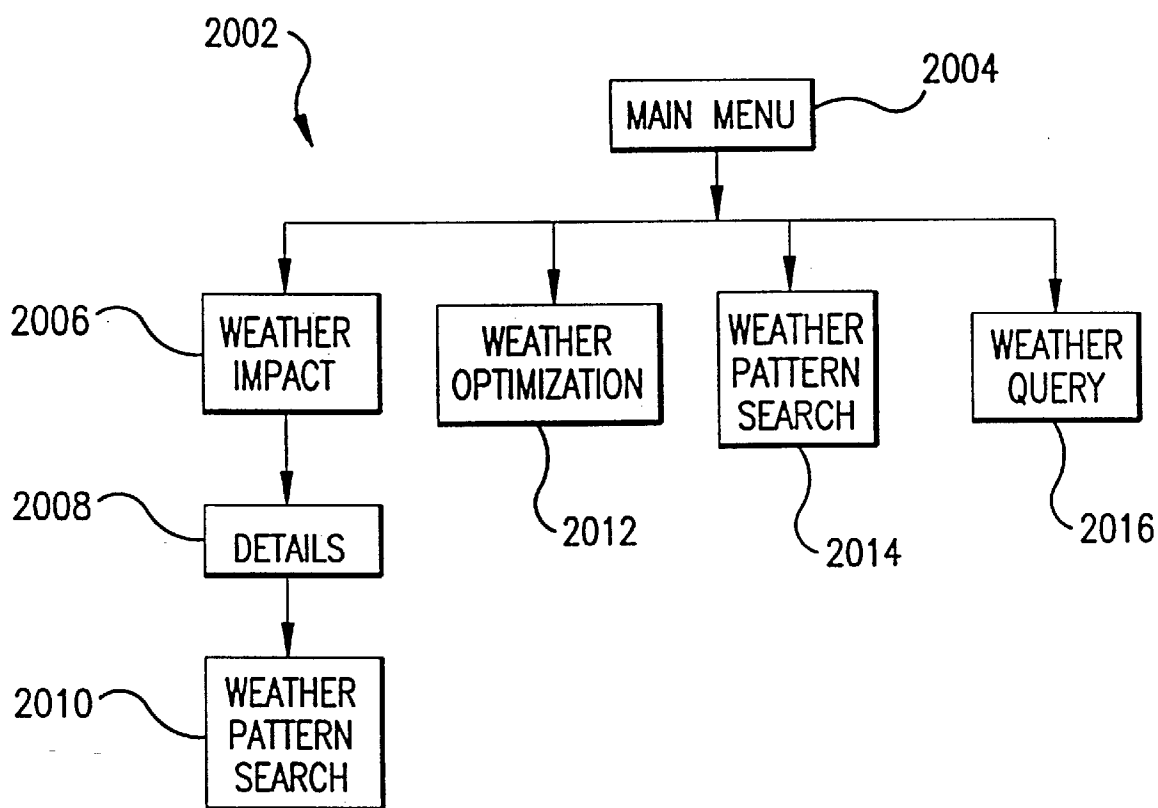 2002
2004
MAIN MENU
2006
WEATHER
IMPACT
WEATHER
OPTIMIZATION
WEATHER
PATTERN
SEARCH
WEATHER
QUERY
2012
2014
2016
2008
DETAILS
2010
WEATHER
PATTERN
SEARCH